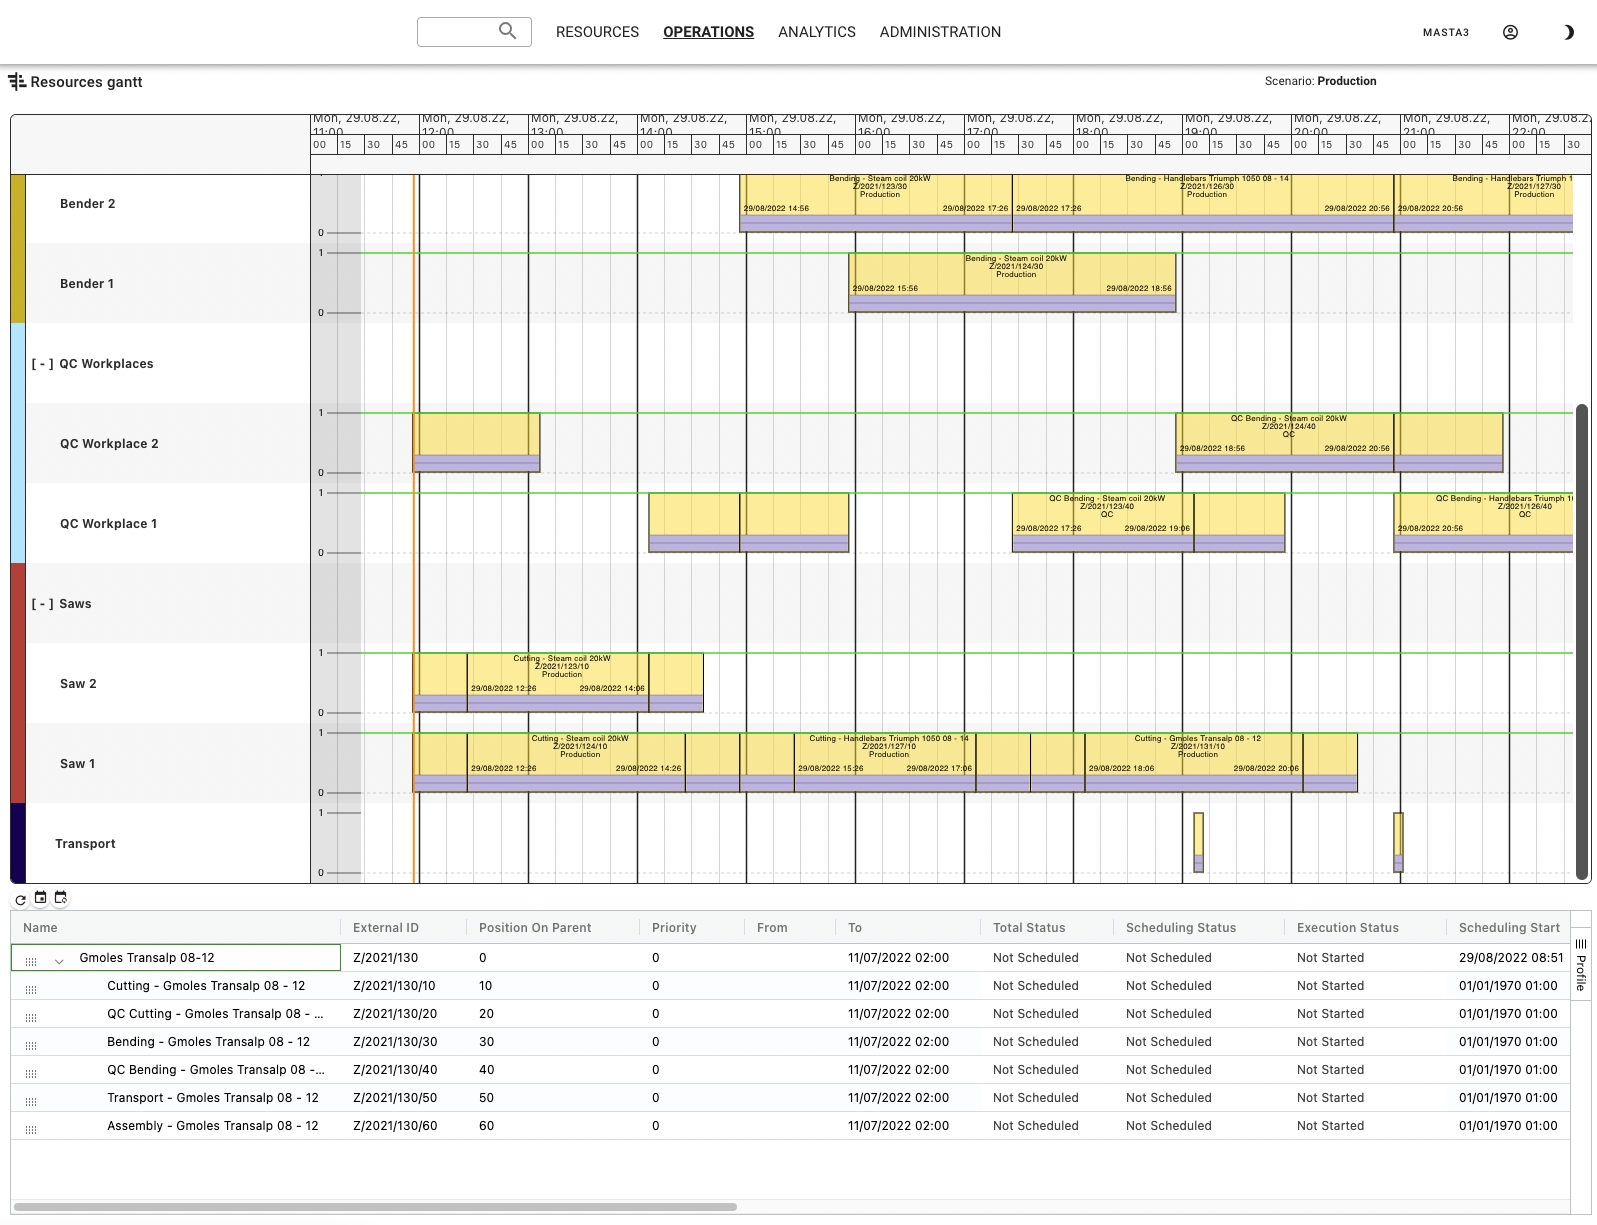 RESOURCES OPERATIONS ANALYTICS ADMINISTRATION MASTA3
Resources gantt Scenario: Production
Mon, 29.08.22, 11:00 Mon, 29.08.22, 12:00 Mon, 29.08.22, 13:00 Mon, 29.08.22, 14:00 Mon, 29.08.22, 15:00 Mon, 29.08.22, 16:00 Mon, 29.08.22, 17:00 Mon, 29.08.22, 18:00 Mon, 29.08.22, 19:00 Mon, 29.08.22, 20:00 Mon, 29.08.22, 21:00 Mon, 29.08.2 22:00
00 15 30 45 00 15 30 45 00 15 30 45 00 15 30 45 00 15 30 45 00 15 30 45 00 15 30 45 00 15 30 45 00 15 30 45 00 15 30 45 00 15 30 45 00 15 30
Bender 2
Bending - Steam coil 20kW
Z/2021/123/30
Production
29/08/2022 14:56 29/08/2022 17:26
Bending - Handlebars Triumph 1050 08 - 14
Z/2021/126/30
Production
29/08/2022 17:26 29/08/2022 20:56
Bending - Handlebars Triumph 1
Z/2021/127/30
Production
29/08/2022 20:56
0
1
Bender 1
Bending - Steam coil 20kW
Z/2021/124/30
Production
29/08/2022 15:56 29/08/2022 18:56
0
[ - ] QC Workplaces
1
QC Workplace 2
QC Bending - Steam coil 20kW
Z/2021/124/40
QC
29/08/2022 18:56 29/08/2022 20:56
0
1
QC Workplace 1
QC Bending - Steam coil 20kW
Z/2021/123/40
QC
29/08/2022 17:26 29/08/2022 19:06
QC Bending - Handlebars Triumph 1
Z/2021/126/40
QC
29/08/2022 20:56
0
[ - ] Saws
1
Saw 2
Cutting - Steam coil 20kW
Z/2021/123/10
Production
29/08/2022 12:26 29/08/2022 14:06
0
1
Saw 1
Cutting - Steam coil 20kW
Z/2021/124/10
Production
29/08/2022 12:26 29/08/2022 14:26
Cutting - Handlebars Triumph 1050 08 - 14
Z/2021/127/10
Production
29/08/2022 15:26 29/08/2022 17:06
Cutting - Gmoles Transalp 08 - 12
Z/2021/131/10
Production
29/08/2022 18:06 29/08/2022 20:06
0
1
Transport
0
Name External ID Position On Parent Priority From To Total Status Scheduling Status Execution Status Scheduling Start
Gmoles Transalp 08-12 Z/2021/130 0 0 11/07/2022 02:00 Not Scheduled Not Scheduled Not Started 29/08/2022 08:51
Cutting - Gmoles Transalp 08 - 12 Z/2021/130/10 10 0 11/07/2022 02:00 Not Scheduled Not Scheduled Not Started 01/01/1970 01:00
QC Cutting - Gmoles Transalp 08 - ... Z/2021/130/20 20 0 11/07/2022 02:00 Not Scheduled Not Scheduled Not Started 01/01/1970 01:00
Bending - Gmoles Transalp 08 - 12 Z/2021/130/30 30 0 11/07/2022 02:00 Not Scheduled Not Scheduled Not Started 01/01/1970 01:00
QC Bending - Gmoles Transalp 08 -... Z/2021/130/40 40 0 11/07/2022 02:00 Not Scheduled Not Scheduled Not Started 01/01/1970 01:00
Transport - Gmoles Transalp 08 - 12 Z/2021/130/50 50 0 11/07/2022 02:00 Not Scheduled Not Scheduled Not Started 01/01/1970 01:00
Assembly - Gmoles Transalp 08 - 12 Z/2021/130/60 60 0 11/07/2022 02:00 Not Scheduled Not Scheduled Not Started 01/01/1970 01:00
Profile